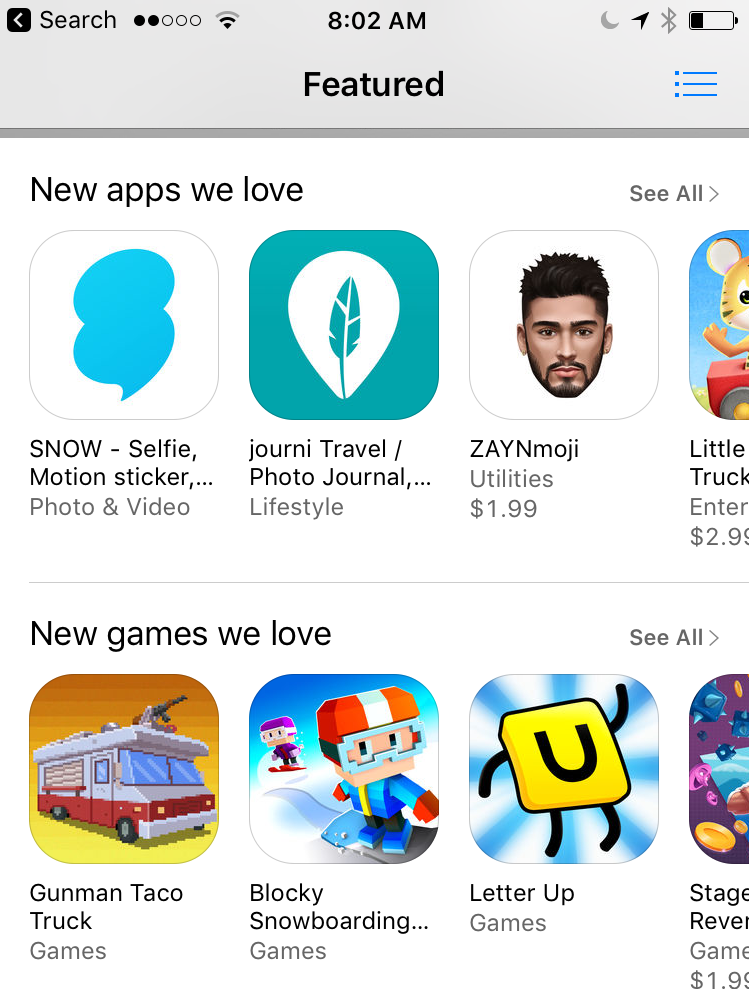 Search 8:02 AM
Featured
New apps we love See All
SNOW - Selfie,
Motion sticker,...
Photo & Video
journi Travel /
Photo Journal,...
Lifestyle
ZAYNmoji
Utilities
$1.99
Little
Truck
Enter
$2.99
New games we love See All
U
Gunman Taco
Truck
Games
Blocky
Snowboarding...
Games
Letter Up
Games
Stage
Rever
Game
$1.99